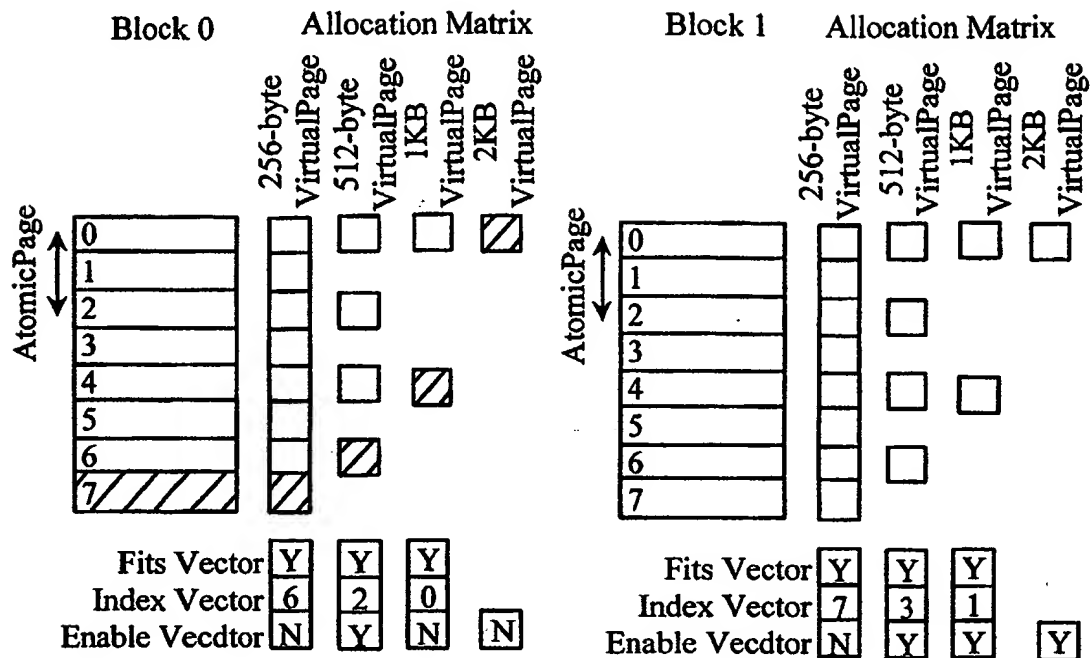 Block 0
Allocation Matrix
256-byte
VirtualPage
512-byte
VirtualPage
1KB
VirtualPage
2KB
VirtualPage
AtomicPage
0
1
2
3
4
5
6
7
Fits Vector Y Y Y
Index Vector 6 2 0
Enable Vecdtor N Y N N
Block 1
Allocation Matrix
256-byte
VirtualPage
512-byte
VirtualPage
1KB
VirtualPage
2KB
VirtualPage
AtomicPage
0
1
2
3
4
5
6
7
Fits Vector Y Y Y
Index Vector 7 3 1
Enable Vecdtor N Y Y Y